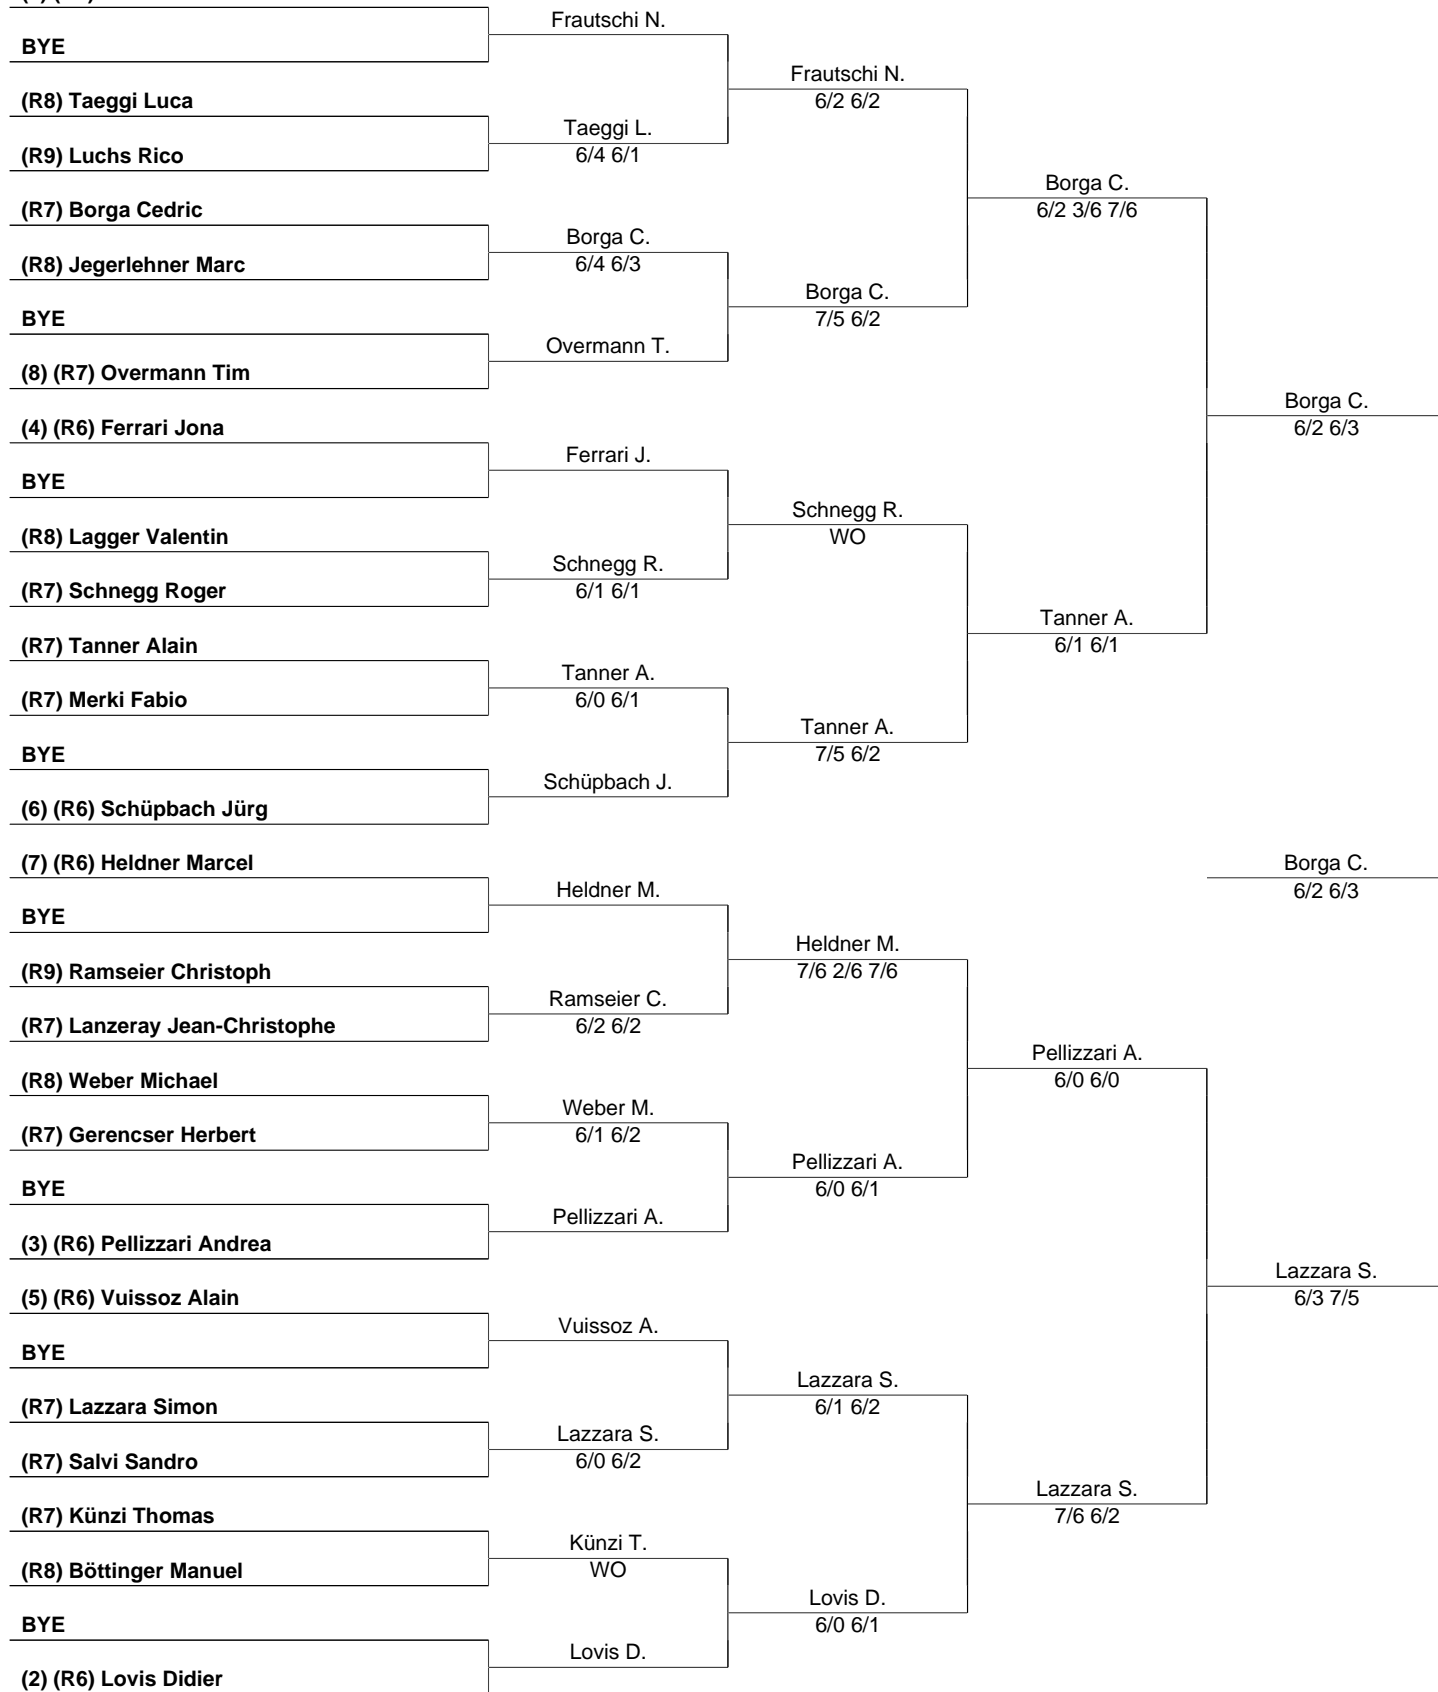 BYE
(R8) Taeggi Luca
(R9) Luchs Rico
(R7) Borga Cedric
(R8) Jegerlehner Marc
BYE
(8) (R7) Overmann Tim
(4) (R6) Ferrari Jona
BYE
(R8) Lagger Valentin
(R7) Schnegg Roger
(R7) Tanner Alain
(R7) Merki Fabio
BYE
(6) (R6) Schüpbach Jürg
(7) (R6) Heldner Marcel
BYE
(R9) Ramseier Christoph
(R7) Lanzeray Jean-Christophe
(R8) Weber Michael
(R7) Gerencser Herbert
BYE
(3) (R6) Pellizzari Andrea
(5) (R6) Vuissoz Alain
BYE
(R7) Lazzara Simon
(R7) Salvi Sandro
(R7) Künzi Thomas
(R8) Böttinger Manuel
BYE
(2) (R6) Lovis Didier
Frautschi N.
Taeggi L.
6/4 6/1
Borga C.
6/4 6/3
Overmann T.
Ferrari J.
Schnegg R.
6/1 6/1
Tanner A.
6/0 6/1
Schüpbach J.
Heldner M.
Ramseier C.
6/2 6/2
Weber M.
6/1 6/2
Pellizzari A.
Vuissoz A.
Lazzara S.
6/0 6/2
Künzi T.
WO
Lovis D.
Frautschi N.
6/2 6/2
Borga C.
7/5 6/2
Schnegg R.
WO
Tanner A.
7/5 6/2
Heldner M.
7/6 2/6 7/6
Pellizzari A.
6/0 6/1
Lazzara S.
6/1 6/2
Lovis D.
6/0 6/1
Borga C.
6/2 3/6 7/6
Tanner A.
6/1 6/1
Pellizzari A.
6/0 6/0
Lazzara S.
7/6 6/2
Borga C.
6/2 6/3
Borga C.
6/2 6/3
Lazzara S.
6/3 7/5